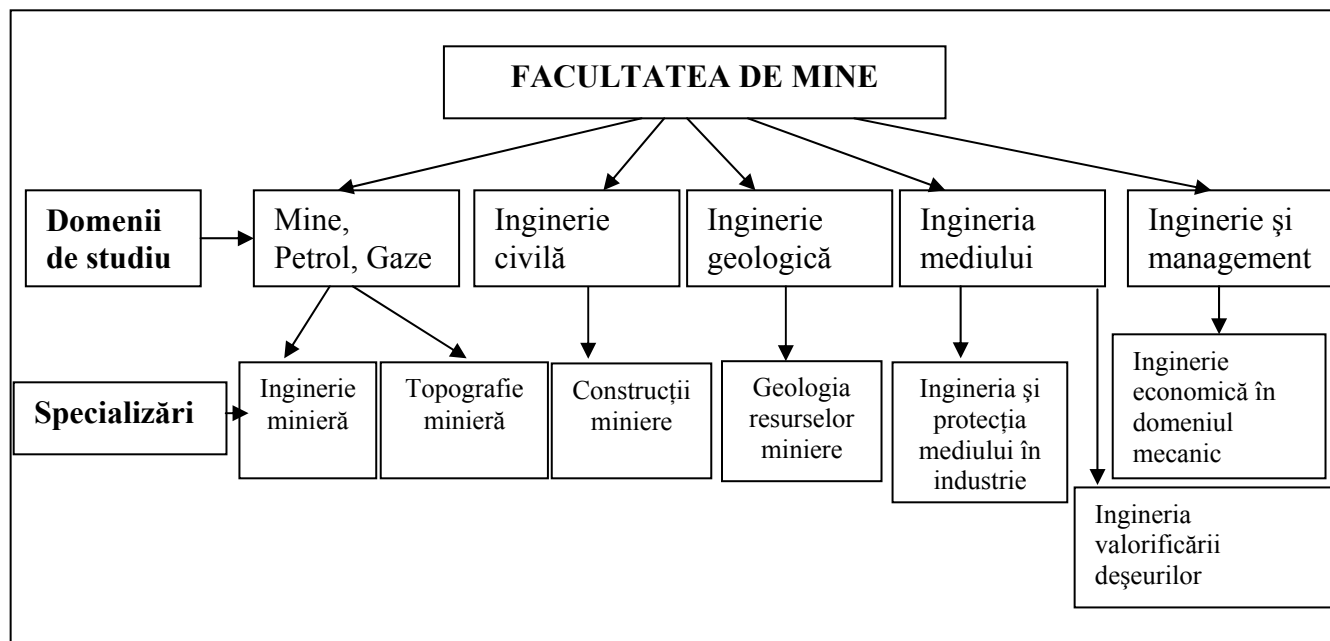 FACULTATEA DE MINE
Domenii
de studiu
Mine,
Petrol, Gaze
Inginerie
civilă
Inginerie
geologică
Ingineria
mediului
Inginerie şi
management
Specializări
Inginerie
minieră
Topografie
minieră
Construcții
miniere
Geologia
resurselor
miniere
Ingineria şi
protecția
mediului în
industrie
Inginerie
economică în
domeniul
mecanic
Ingineria
valorificării
deşeurilor